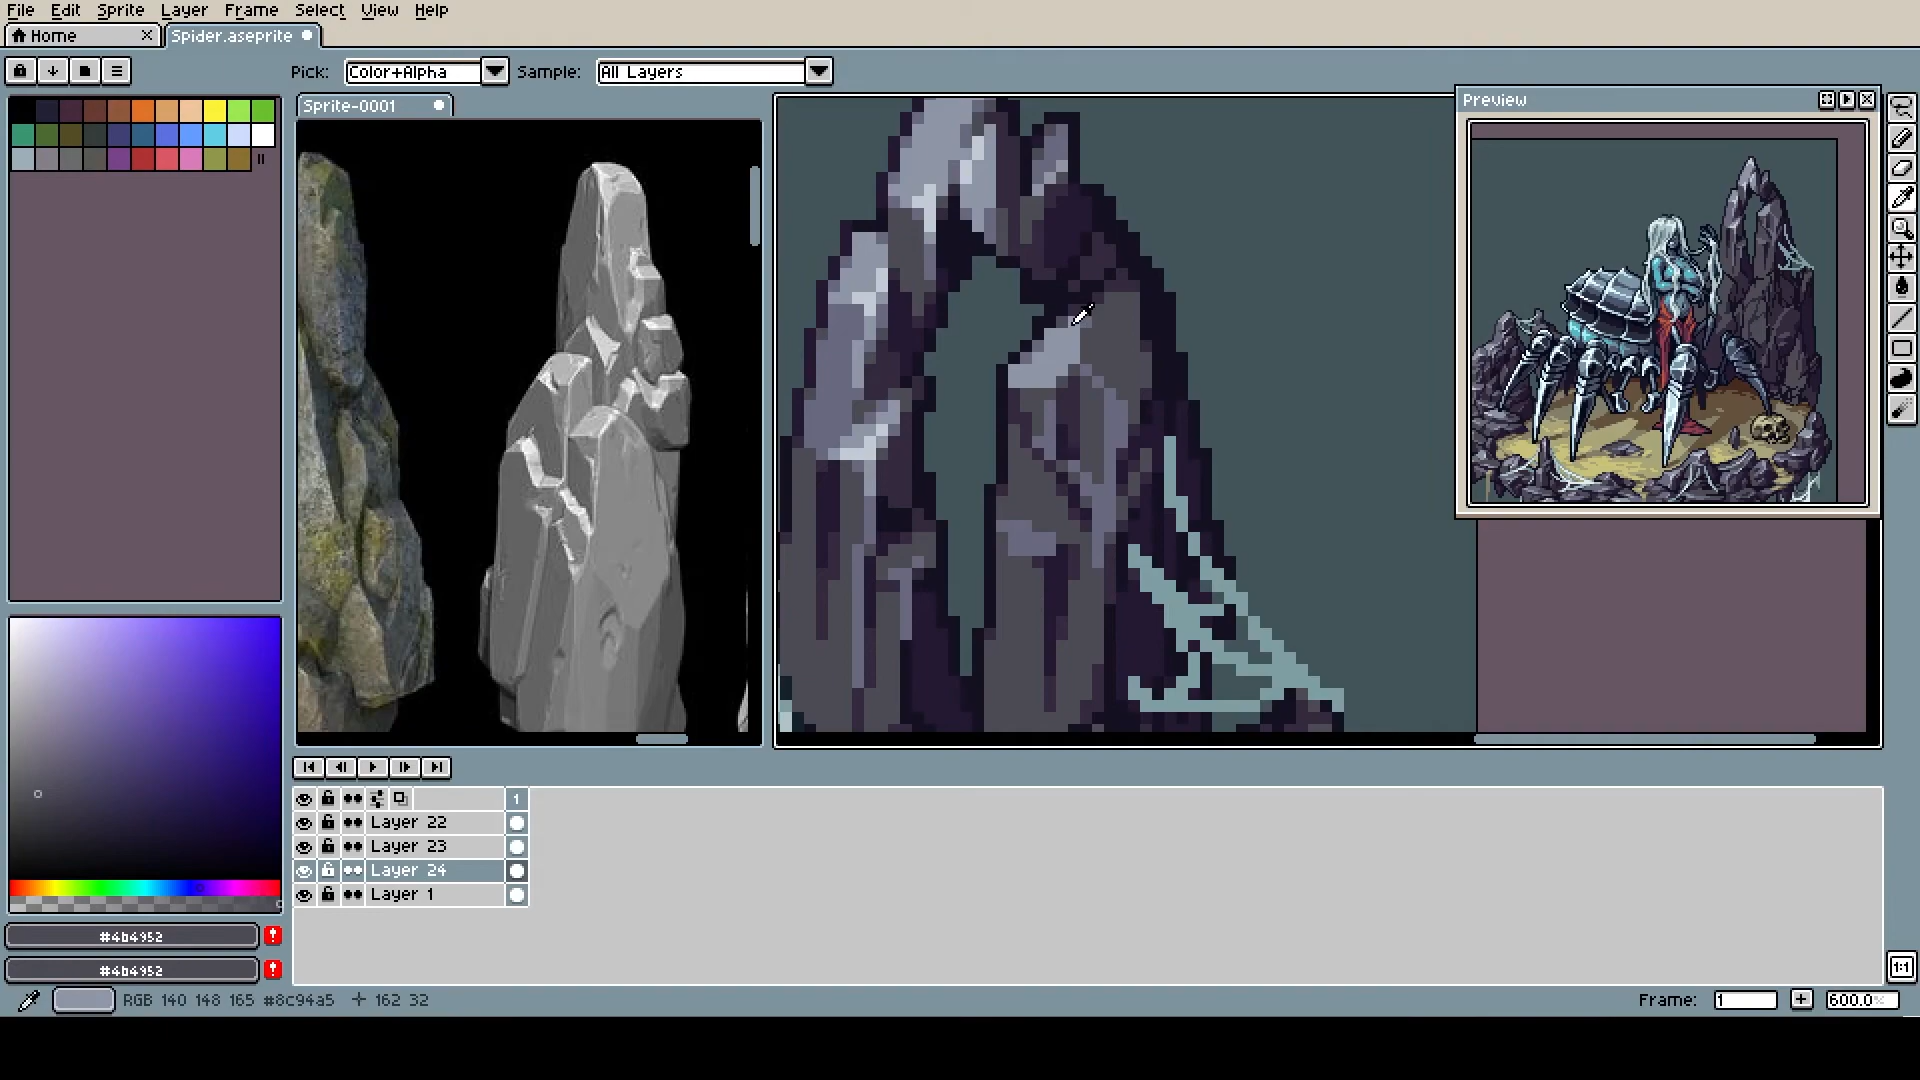 File Edit Sprite Layer Frame Select View Help
Home
Spider.aseprite
Pick: Color+Alpha Sample: All Layers
Sprite-0001
Preview
1
Layer 22
Layer 23
Layer 24
Layer 1
#4b4952
!
#4b4952
!
1:1
RGB 140 148 165 #8c94a5 162 32
Frame: 1 + 600.0%